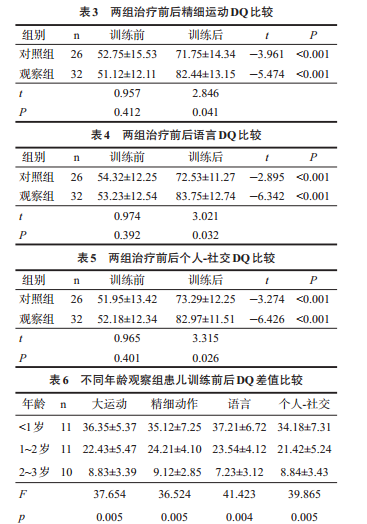 表3 两组治疗前后精细运动DQ比较
组别 n 训练前 训练后 t P
对照组 26 52.75±15.53 71.75±14.34 −3.961 <0.001
观察组 32 51.12±12.11 82.44±13.15 −5.474 <0.001
t 0.957 2.846
P 0.412 0.041
表4 两组治疗前后语言DQ比较
组别 n 训练前 训练后 t P
对照组 26 54.32±12.25 72.53±11.27 −2.895 <0.001
观察组 32 53.23±12.54 83.75±12.74 −6.342 <0.001
t 0.974 3.021
P 0.392 0.032
表5 两组治疗前后个人-社交DQ比较
组别 n 训练前 训练后 t P
对照组 26 51.95±13.42 73.29±12.25 −3.274 <0.001
观察组 32 52.18±12.34 82.97±11.51 −6.426 <0.001
t 0.965 3.315
P 0.401 0.026
表6 不同年龄观察组患儿训练前后DQ差值比较
年龄 n 大运动 精细动作 语言 个人-社交
<1岁 11 36.35±5.37 35.12±7.25 37.21±6.72 34.18±7.31
1~2岁 11 22.43±5.47 24.21±4.10 23.54±4.12 21.42±5.24
2~3岁 10 8.83±3.39 9.12±2.85 7.23±3.12 8.84±3.43
F 37.654 36.524 41.423 39.865
p 0.005 0.005 0.004 0.005